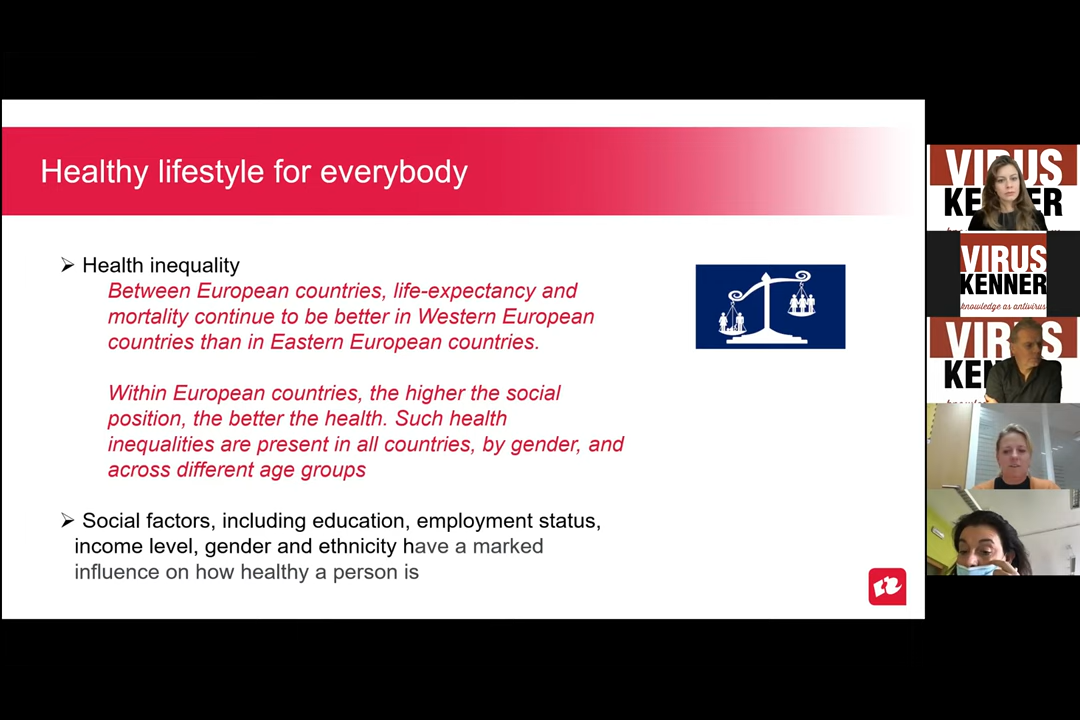 Healthy lifestyle for everybody
➢ Health inequality
Between European countries, life-expectancy and
mortality continue to be better in Western European
countries than in Eastern European countries.
Within European countries, the higher the social
position, the better the health. Such health
inequalities are present in all countries, by gender, and
across different age groups
➢ Social factors, including education, employment status,
income level, gender and ethnicity have a marked
influence on how healthy a person is
VIRUS
KENNER
knowledge as antivirus